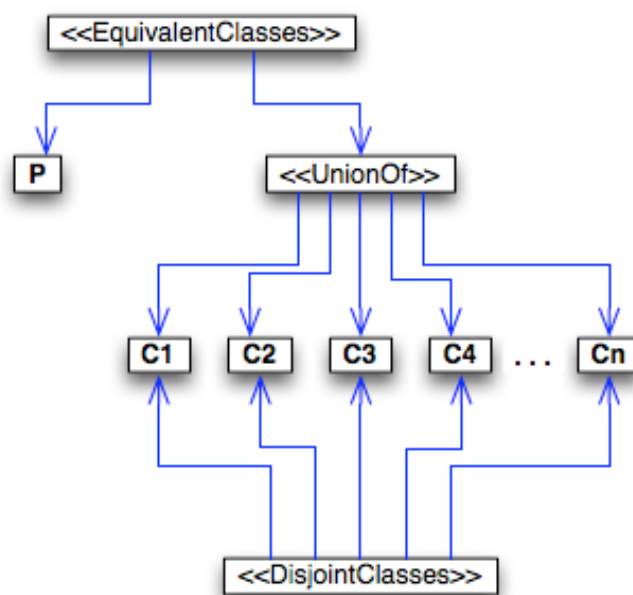 <<EquivalentClasses>>
P
<<UnionOf>>
C1 C2 C3 C4 ... Cn
<<DisjointClasses>>